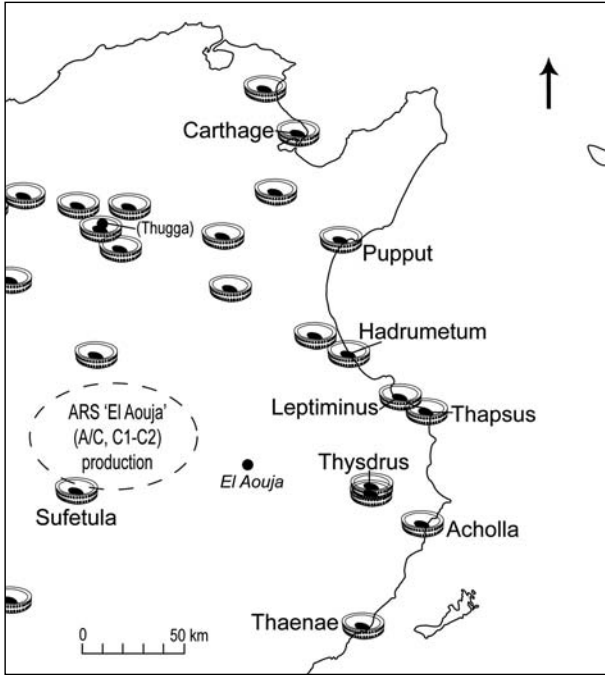 Carthage
(Thugga)
Pupput
Hadrumetum
Leptiminus
Thapsus
ARS ‘El Aouja’
(A/C, C1-C2)
production
El Aouja
Thysdrus
Sufetula
Acholla
Thaenae
0 50 km